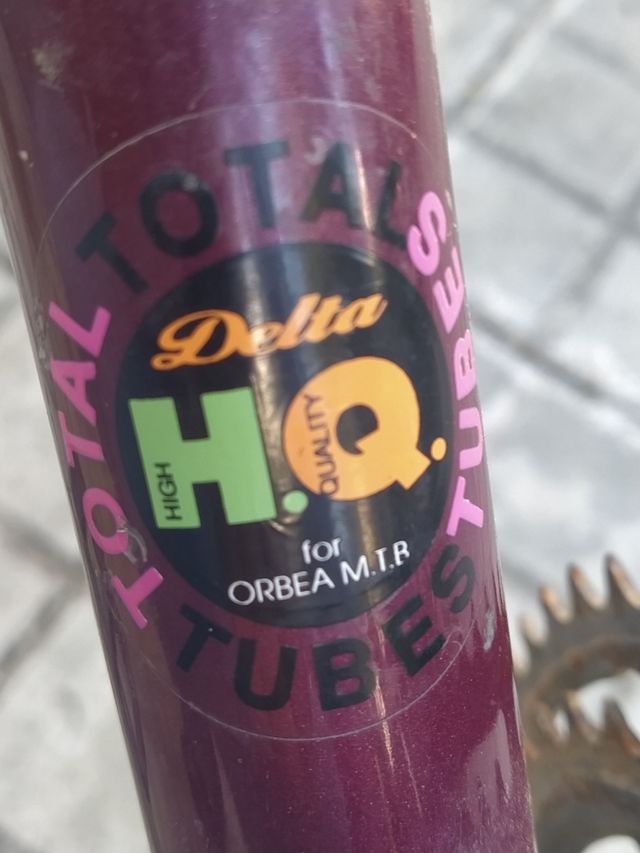 TOTAL
TOTAL
TUBES
Delta
H.Q.
HIGH
QUALITY
for
ORBEA M.T.B
TUBES